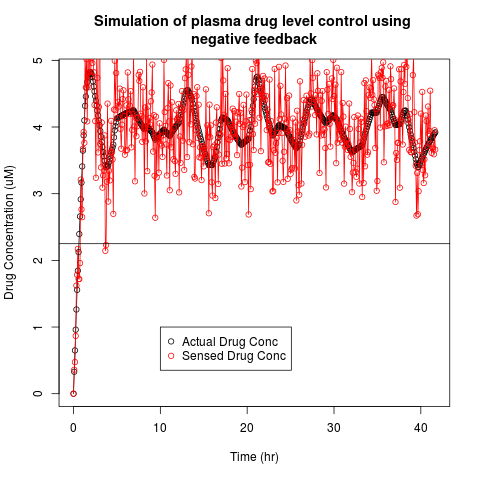 Simulation of plasma drug level control using
negative feedback
Drug Concentration (uM)
5
4
3
2
1
0
Actual Drug Conc
Sensed Drug Conc
0
10
20
30
40
Time (hr)